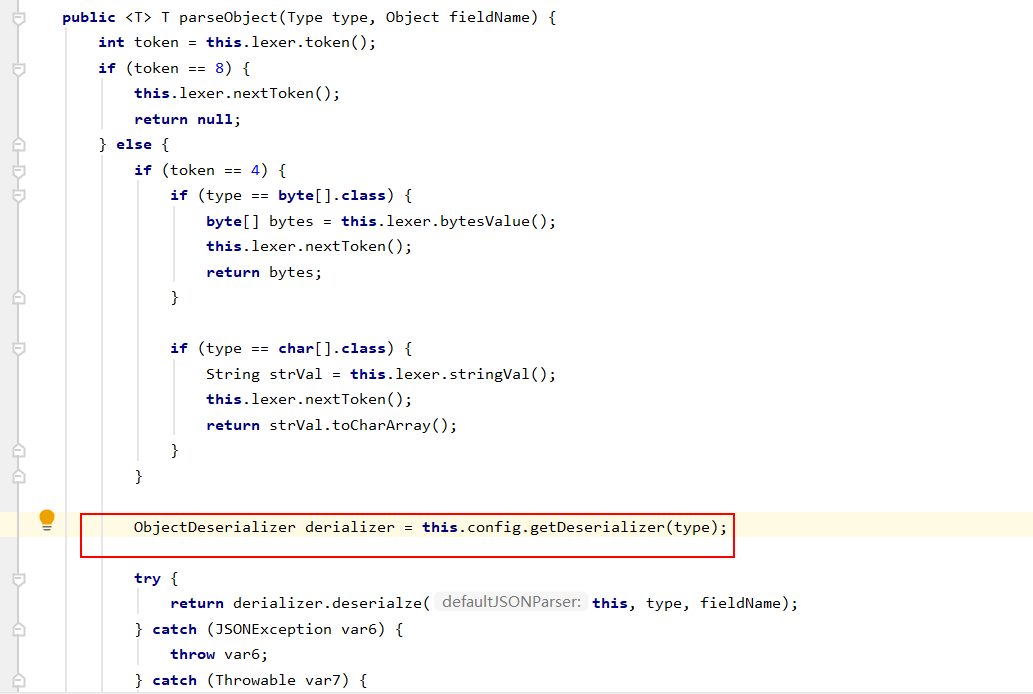 public <T> T parseObject(Type type, Object fieldName) {
int token = this.lexer.token();
if (token == 8) {
this.lexer.nextToken();
return null;
} else {
if (token == 4) {
if (type == byte[].class) {
byte[] bytes = this.lexer.bytesValue();
this.lexer.nextToken();
return bytes;
}
if (type == char[].class) {
String strVal = this.lexer.stringVal();
this.lexer.nextToken();
return strVal.toCharArray();
}
}
ObjectDeserializer derializer = this.config.getDeserializer(type);
try {
return derializer.deserialze( defaultJSONParser: this, type, fieldName);
} catch (JSONException var6) {
throw var6;
} catch (Throwable var7) {